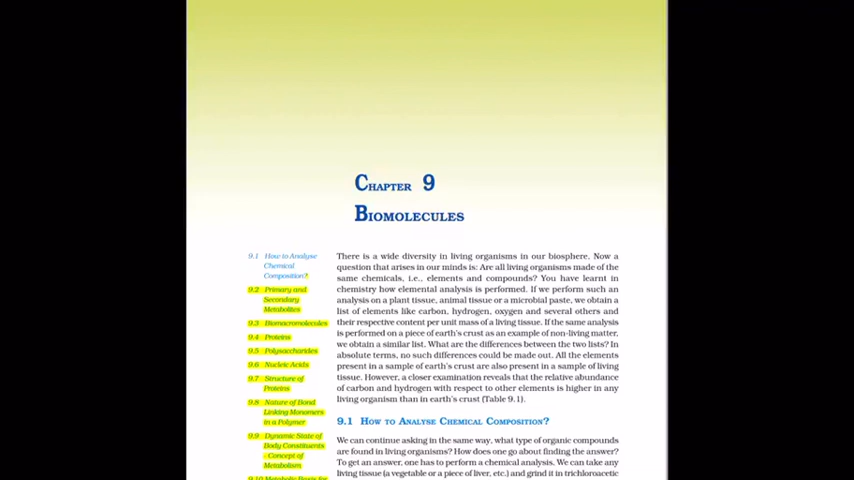 CHAPTER 9
BIOMOLECULES
9.1 How to Analyse
Chemical
Composition?
9.2 Primary and
Secondary
Metabolites
9.3 Biomacromolecules
9.4 Proteins
9.5 Polysaccharides
9.6 Nucleic Acids
9.7 Structure of
Proteins
9.8 Nature of Bond
Linking Monomers
in a Polymer
9.9 Dynamic State of
Body Constituents
- Concept of
Metabolism
9.10 Metabolic Basis for
There is a wide diversity in living organisms in our biosphere. Now a
question that arises in our minds is: Are all living organisms made of the
same chemicals, i.e., elements and compounds? You have learnt in
chemistry how elemental analysis is performed. If we perform such an
analysis on a plant tissue, animal tissue or a microbial paste, we obtain a
list of elements like carbon, hydrogen, oxygen and several others and
their respective content per unit mass of a living tissue. If the same analysis
is performed on a piece of earth's crust as an example of non-living matter,
we obtain a similar list. What are the differences between the two lists? In
absolute terms, no such differences could be made out. All the elements
present in a sample of earth's crust are also present in a sample of living
tissue. However, a closer examination reveals that the relative abundance
of carbon and hydrogen with respect to other elements is higher in any
living organism than in earth's crust (Table 9.1).
9.1 HOW TO ANALYSE CHEMICAL COMPOSITION?
We can continue asking in the same way, what type of organic compounds
are found in living organisms? How does one go about finding the answer?
To get an answer, one has to perform a chemical analysis. We can take any
living tissue (a vegetable or a piece of liver, etc.) and grind it in trichloroacetic